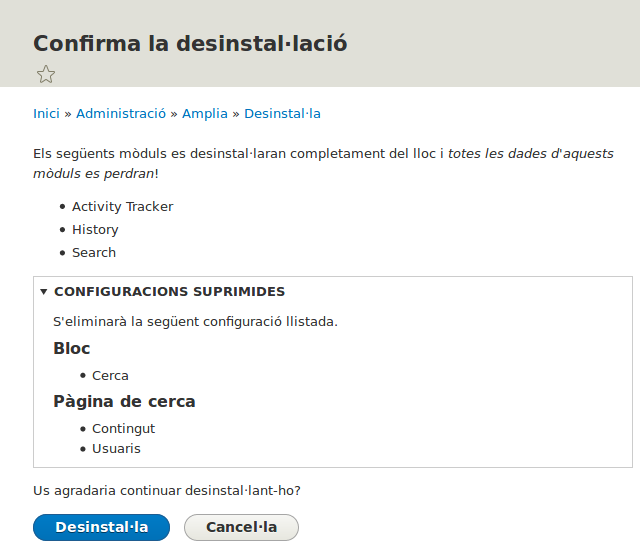 Confirma la desinstal·lació
Inici » Administració » Amplia » Desinstal·la
Els següents mòduls es desinstal·laran completament del lloc i totes les dades d'aquests
mòduls es perdran!
Activity Tracker
History
Search
CONFIGURACIONS SUPRIMIDES
S'eliminarà la següent configuració llistada.
Bloc
Cerca
Pàgina de cerca
Contingut
Usuaris
Us agradaria continuar desinstal·lant-ho?
Desinstal·la
Cancel·la